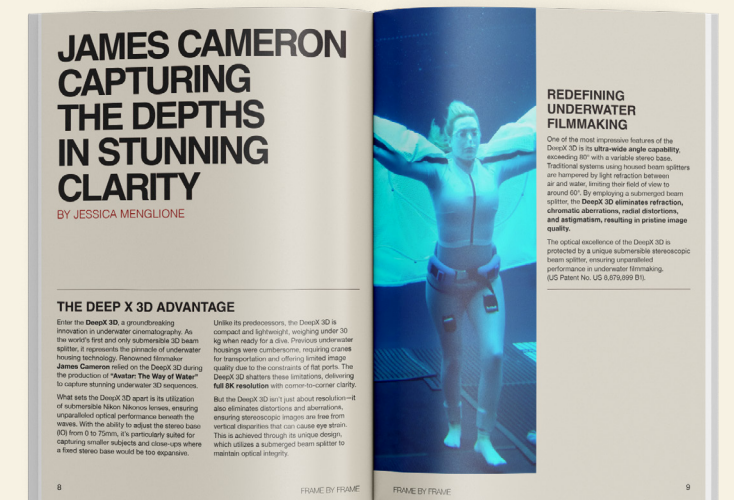 JAMES CAMERON
CAPTURING
THE DEPTHS
IN STUNNING
CLARITY
BY JESSICA MENGLIONE
THE DEEP X 3D ADVANTAGE
Enter the DeepX 3D, a groundbreaking
innovation in underwater cinematography. As
the world's first and only submersible 3D beam
splitter, it represents the pinnacle of underwater
housing technology. Renowned filmmaker
James Cameron relied on the DeepX 3D during
the production of "Avatar: The Way of Water"
to capture stunning underwater 3D sequences.
What sets the DeepX 3D apart is its utilization
of submersible Nikon Nikonos lenses, ensuring
unparalleled optical performance beneath the
waves. With the ability to adjust the stereo base
(IO) from 0 to 75mm, it's particularly suited for
capturing smaller subjects and close-ups where
a fixed stereo base would be too expansive.
Unlike its predecessors, the DeepX 3D is
compact and lightweight, weighing under 30
kg when ready for a dive. Previous underwater
housings were cumbersome, requiring cranes
for transportation and offering limited image
quality due to the constraints of flat ports. The
DeepX 3D shatters these limitations, delivering
full 8K resolution with corner-to-corner clarity.
But the DeepX 3D isn't just about resolution—it
also eliminates distortions and aberrations,
ensuring stereoscopic images are free from
vertical disparities that can cause eye strain.
This is achieved through its unique design,
which utilizes a submerged beam splitter to
maintain optical integrity.
8
FRAME BY FRAME
REDEFINING
UNDERWATER
FILMMAKING
One of the most impressive features of the
DeepX 3D is its ultra-wide angle capability,
exceeding 80° with a variable stereo base.
Traditional systems using housed beam splitters
are hampered by light refraction between
air and water, limiting their field of view to
around 60°. By employing a submerged beam
splitter, the DeepX 3D eliminates refraction,
chromatic aberrations, radial distortions,
and astigmatism, resulting in pristine image
quality.
The optical excellence of the DeepX 3D is
protected by a unique submersible stereoscopic
beam splitter, ensuring unparalleled
performance in underwater filmmaking.
(US Patent No. US 8,879,899 B1).
FRAME BY FRAME
9